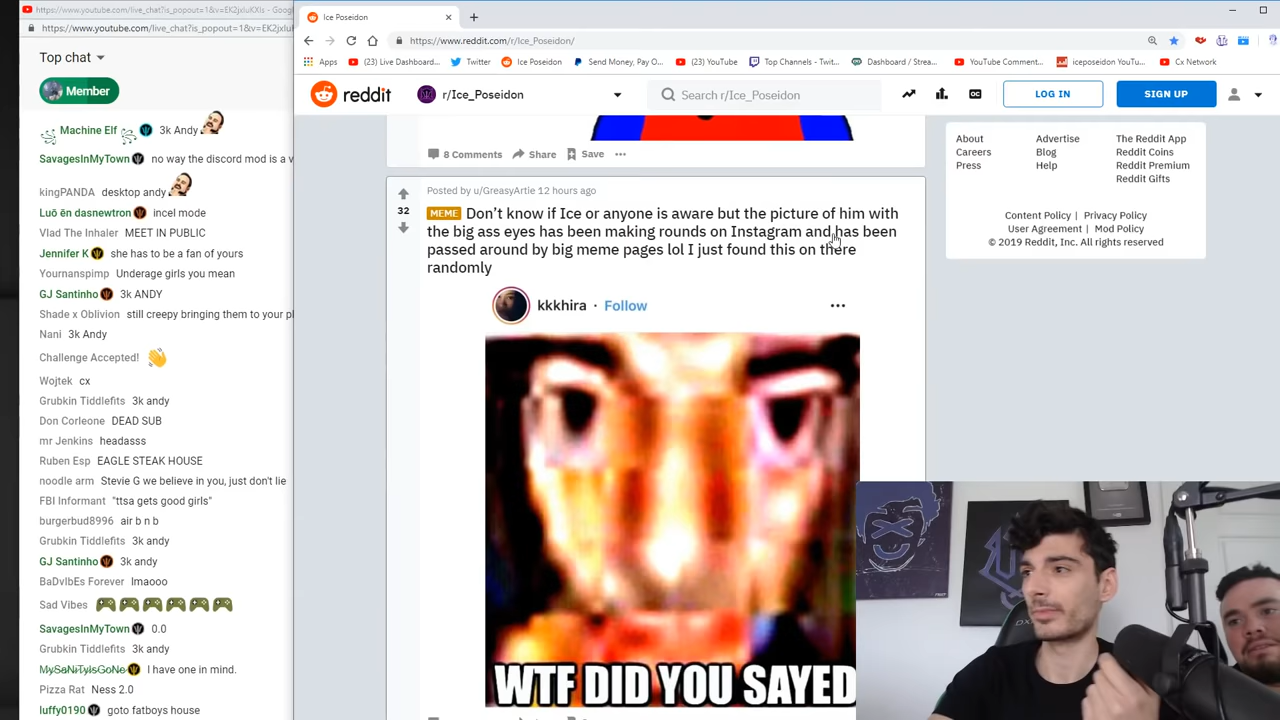 https://www.youtube.com/live_chat?is_popout=1&v=EK2jxIuKXIs - Googl
https://www.youtube.com/live_chat?is_popout=1&v=EK2jxIuKX
Top chat
Member
Machine Elf 3k Andy
SavagesInMyTown no way the discord mod is a v
kingPANDA desktop andy
Luō ēn dasnewtron incel mode
Vlad The Inhaler MEET IN PUBLIC
Jennifer K she has to be a fan of yours
Yournanspimp Underage girls you mean
GJ Santinho 3k ANDY
Shade x Oblivion still creepy bringing them to your pl
Nani 3k Andy
Challenge Accepted! 👋
Wojtek cx
Grubkin Tiddlefits 3k andy
Don Corleone DEAD SUB
mr Jenkins headasss
Ruben Esp EAGLE STEAK HOUSE
noodle arm Stevie G we believe in you, just don't lie
FBI Informant "ttsa gets good girls"
burgerbud8996 air b n b
Grubkin Tiddlefits 3k andy
GJ Santinho 3k andy
BaDvIbEs Forever lmaooo
Sad Vibes 🎮🎮🎮🎮🎮🎮
SavagesInMyTown 0.0
Grubkin Tiddlefits 3k andy
MySaNiTyIsGoNe I have one in mind.
Pizza Rat Ness 2.0
luffy0190 goto fatboys house
Ice Poseidon
https://www.reddit.com/r/Ice_Poseidon/
Apps (23) Live Dashboard... Twitter Ice Poseidon Send Money, Pay O... (23) YouTube Top Channels - Twit... Dashboard / Strea... YouTube Comment... iceposeidon YouTu... Cx Network
reddit r/Ice_Poseidon Search r/Ice_Poseidon LOG IN SIGN UP
8 Comments Share Save
Posted by u/GreasyArtie 12 hours ago
32
MEME Don't know if Ice or anyone is aware but the picture of him with
the big ass eyes has been making rounds on Instagram and has been
passed around by big meme pages lol I just found this on there
randomly
kkkhira · Follow
WTF DID YOU SAYED
About Advertise The Reddit App
Careers Blog Reddit Coins
Press Help Reddit Premium
Reddit Gifts
Content Policy | Privacy Policy
User Agreement | Mod Policy
© 2019 Reddit, Inc. All rights reserved